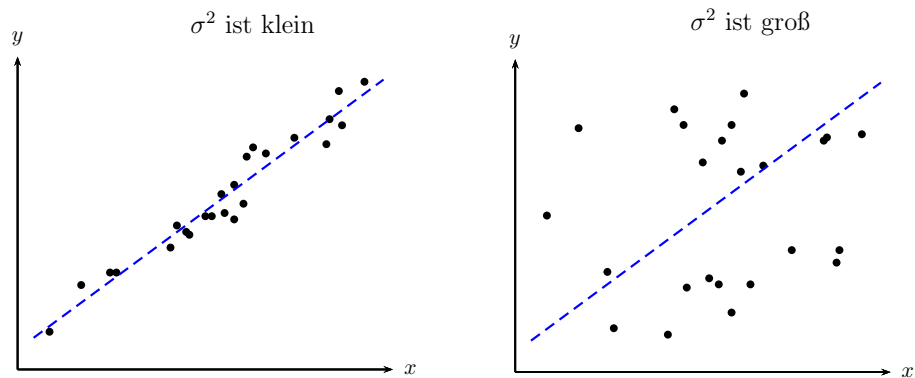 σ² ist klein
y
x
σ² ist groß
y
x